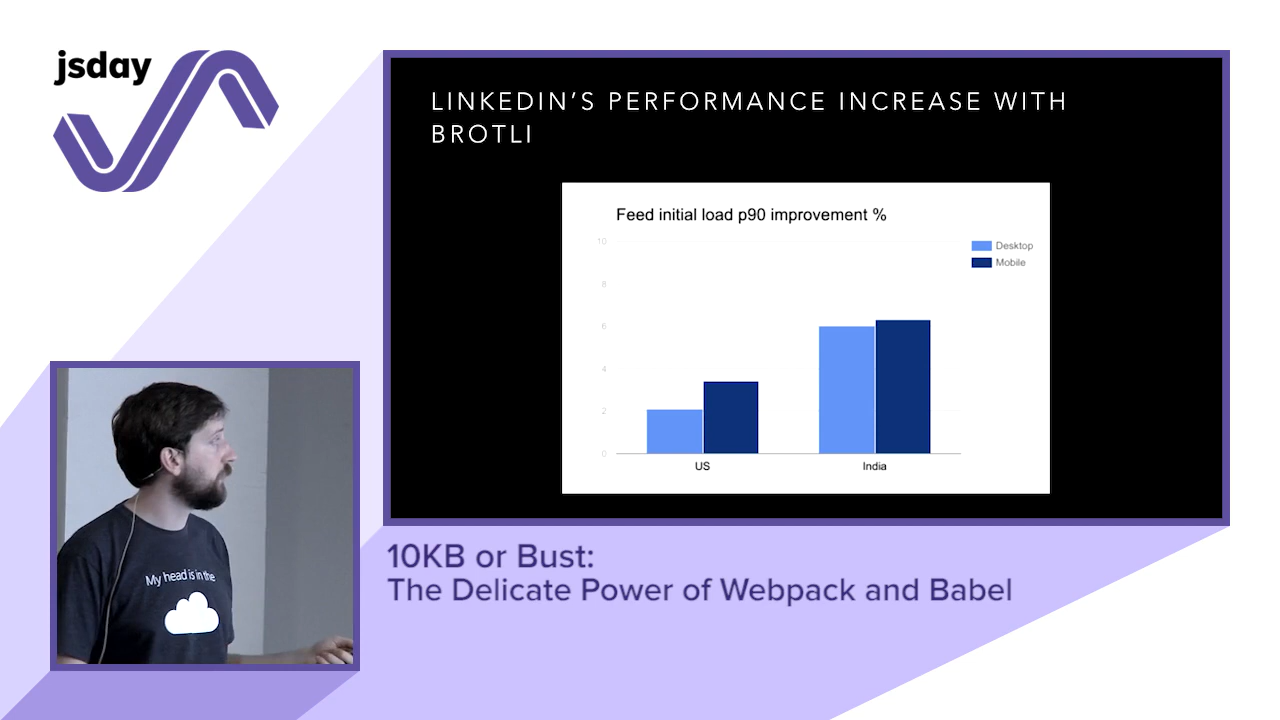 jsday
LINKEDIN'S PERFORMANCE INCREASE WITH
BROTLI
Feed initial load p90 improvement %
10
8
6
4
2
0
Desktop
Mobile
US
India
My head is in the
10KB or Bust:
The Delicate Power of Webpack and Babel